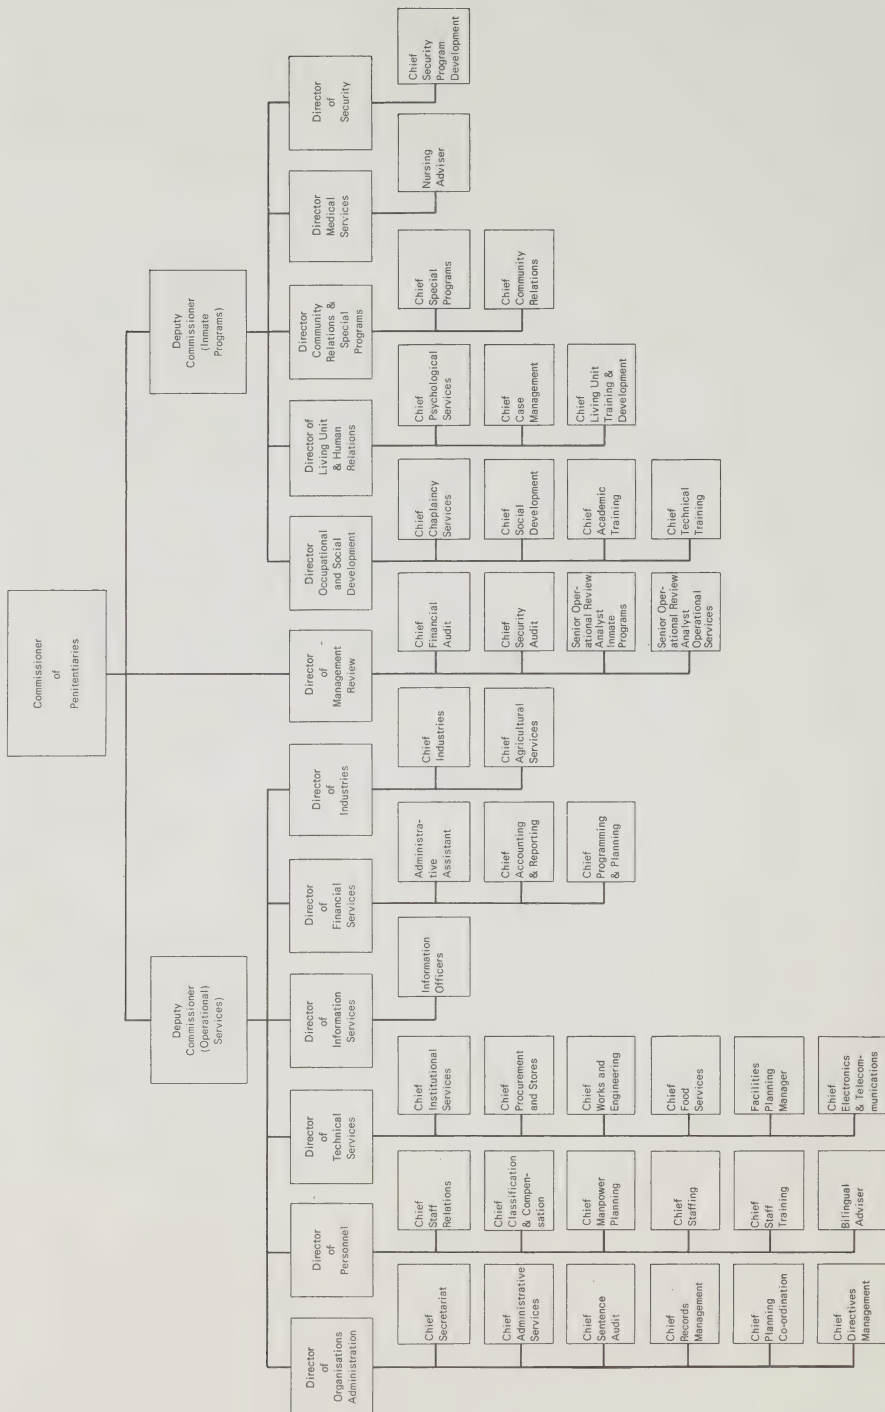 Commissioner
of
Penitentiaries
Deputy
Commissioner
(Operational)
Services)
Deputy
Commissioner
(Inmate
Programs)
Director
of
Organisations
Administration
Director
of
Personnel
Director
of
Technical
Services
Director
of
Information
Services
Director
of
Financial
Services
Director
of
Industries
Director
of
Management
Review
Director
Occupational
and Social
Development
Director of
Living Unit
& Human
Relations
Director
Community
Relations &
Special
Programs
Director
Medical
Services
Director
of
Security
Chief
Secretariat
Chief
Administrative
Services
Chief
Sentence
Audit
Chief
Records
Management
Chief
Planning
Co-ordination
Chief
Directives
Management
Chief
Staff
Relations
Chief
Classification
& Compen-
sation
Chief
Manpower
Planning
Chief
Staffing
Chief
Staff
Training
Bilingual
Adviser
Chief
Institutional
Services
Chief
Procurement
and Stores
Chief
Works and
Engineering
Chief
Food
Services
Facilities
Planning
Manager
Chief
Electronics
& Telecom-
munications
Information
Officers
Administra-
tive
Assistant
Chief
Accounting
& Reporting
Chief
Programming
& Planning
Chief
Industries
Chief
Agricultural
Services
Chief
Financial
Audit
Chief
Security
Audit
Senior Oper-
ational Review
Analyst
Inmate
Programs
Senior Oper-
ational Review
Analyst
Operational
Services
Chief
Chaplaincy
Services
Chief
Social
Development
Chief
Academic
Training
Chief
Technical
Training
Chief
Psychological
Services
Chief
Case
Management
Chief
Living Unit
Training &
Development
Chief
Special
Programs
Chief
Community
Relations
Nursing
Adviser
Chief
Security
Program
Development